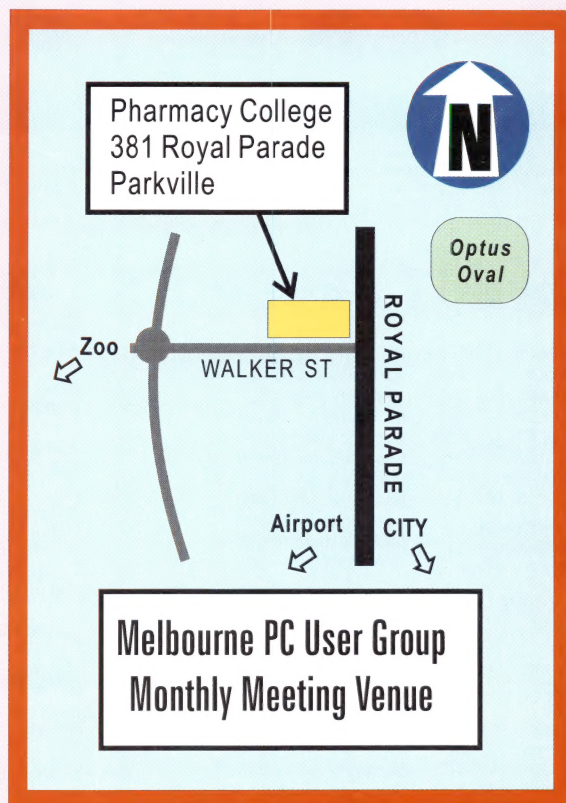 Pharmacy College
381 Royal Parade
Parkville
N
Optus
Oval
ROYAL PARADE
Zoo
WALKER ST
Airport
CITY
Melbourne PC User Group
Monthly Meeting Venue